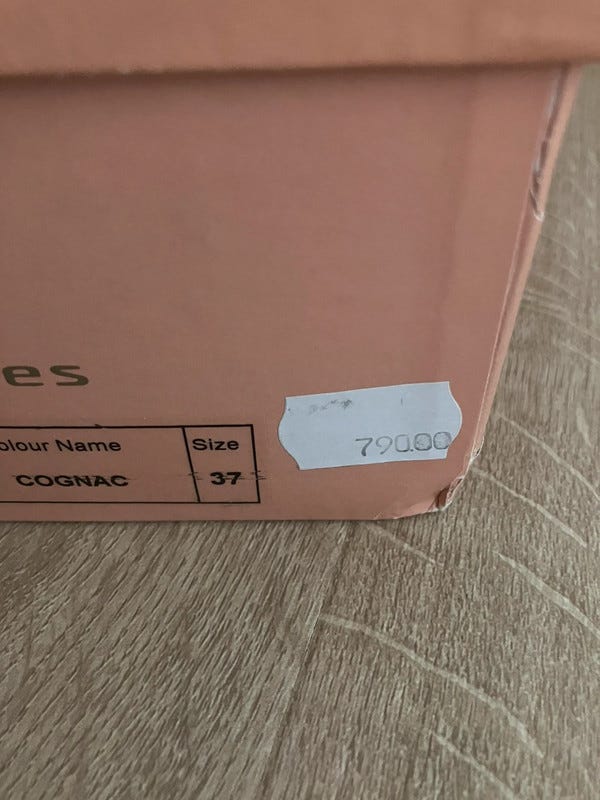 es
olour Name Size
COGNAC 37
790.00